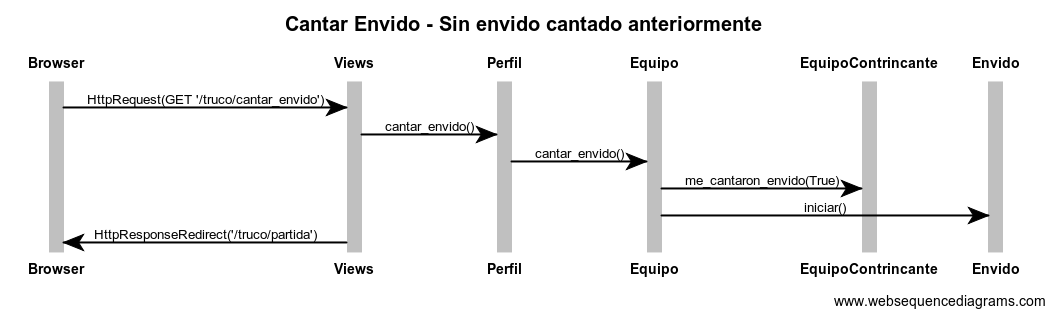 Cantar Envido - Sin envido cantado anteriormente
Browser Views Perfil Equipo EquipoContrincante Envido
HttpRequest(GET '/truco/cantar_envido')
cantar_envido()
cantar_envido()
me_cantaron_envido(True)
iniciar()
HttpResponseRedirect('/truco/partida')
Browser Views Perfil Equipo EquipoContrincante Envido
www.websequencediagrams.com